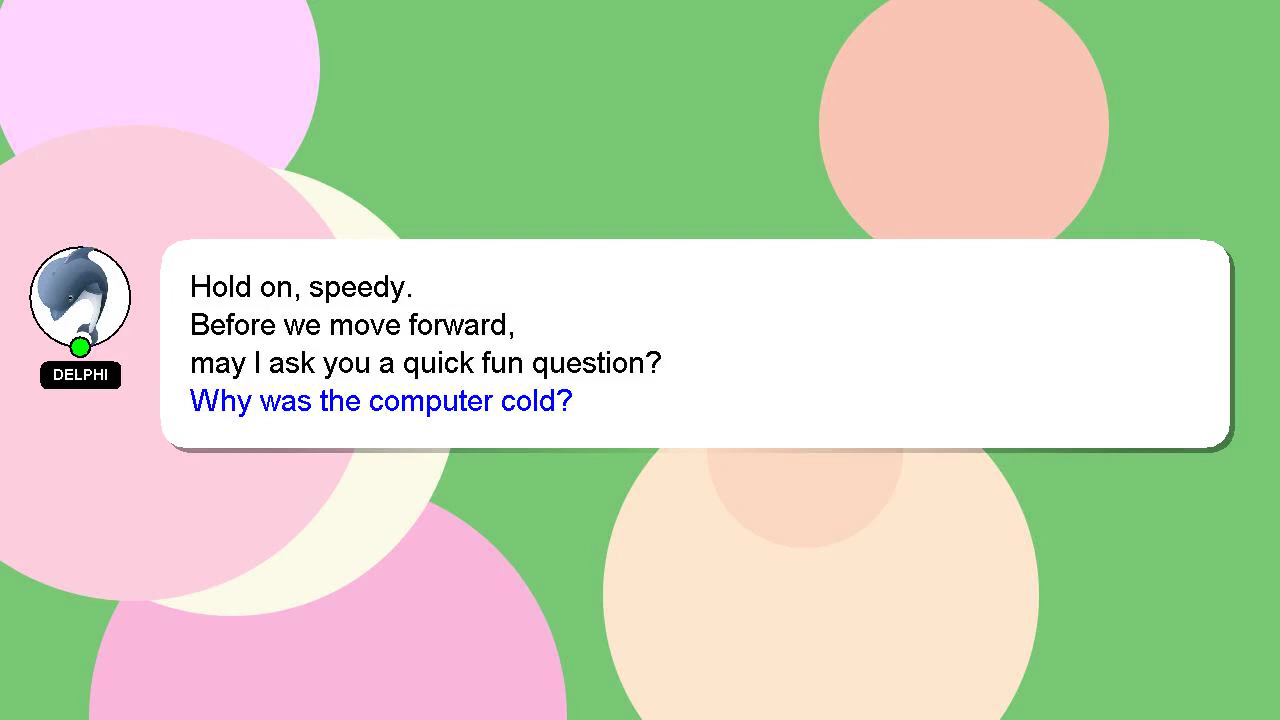 Hold on, speedy.
Before we move forward,
may I ask you a quick fun question?
Why was the computer cold?
DELPHI